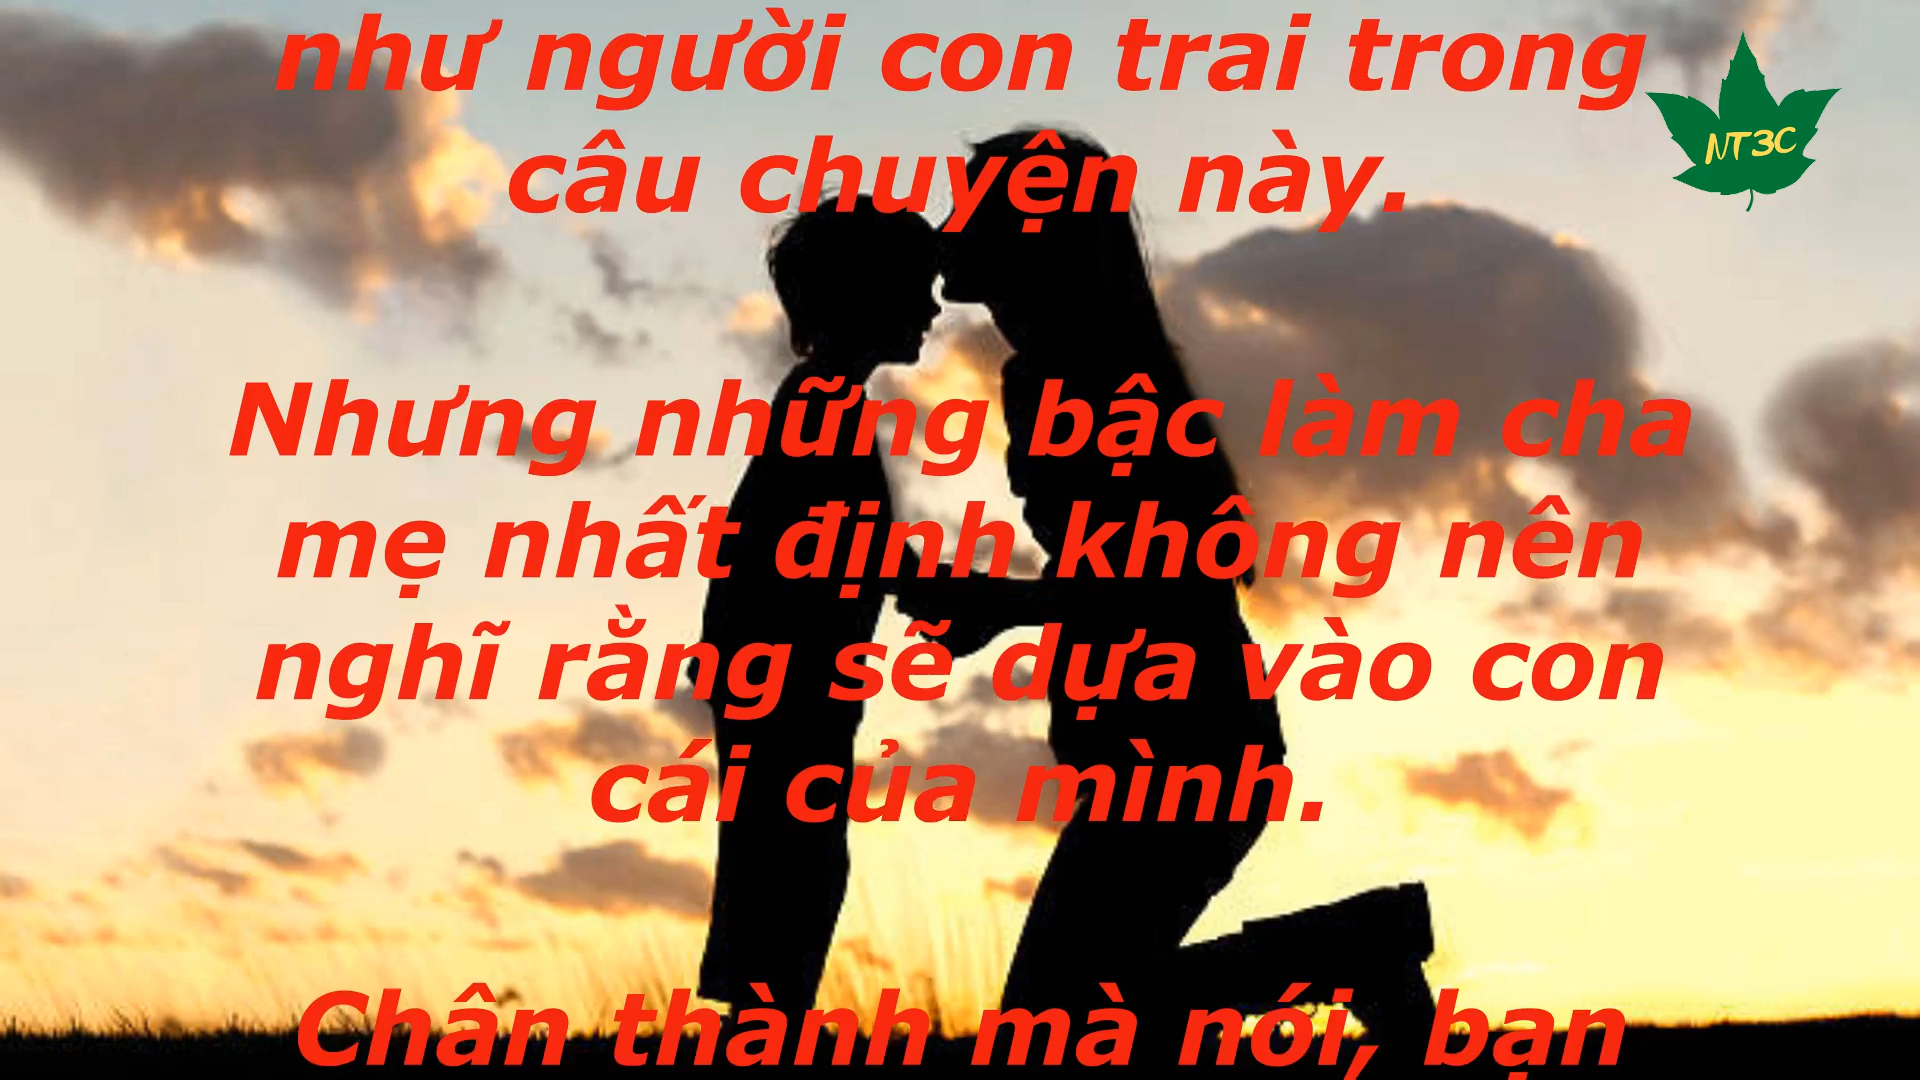 như người con trai trong
câu chuyện này.
NT3C
Nhưng những bậc làm cha
mẹ nhất định không nên
nghĩ rằng sẽ dựa vào con
cái của mình.
Chân thành mà nói, bạn